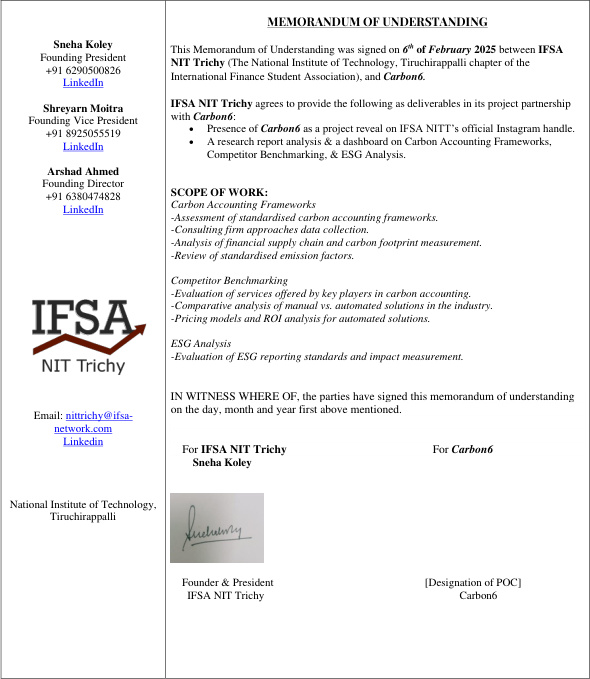 Sneha Koley
Founding President
+91 6290500826
LinkedIn
Shreyarn Moitra
Founding Vice President
+91 8925055519
LinkedIn
Arshad Ahmed
Founding Director
+91 6380474828
LinkedIn
IFSA
NIT Trichy
Email: nittrichy@ifsa-
network.com
Linkedin
National Institute of Technology,
Tiruchirappalli
MEMORANDUM OF UNDERSTANDING
This Memorandum of Understanding was signed on 6th of February 2025 between IFSA
NIT Trichy (The National Institute of Technology, Tiruchirappalli chapter of the
International Finance Student Association), and Carbon6.
IFSA NIT Trichy agrees to provide the following as deliverables in its project partnership
with Carbon6:
• Presence of Carbon6 as a project reveal on IFSA NITT’s official Instagram handle.
• A research report analysis & a dashboard on Carbon Accounting Frameworks,
Competitor Benchmarking, & ESG Analysis.
SCOPE OF WORK:
Carbon Accounting Frameworks
-Assessment of standardised carbon accounting frameworks.
-Consulting firm approaches data collection.
-Analysis of financial supply chain and carbon footprint measurement.
-Review of standardised emission factors.
Competitor Benchmarking
-Evaluation of services offered by key players in carbon accounting.
-Comparative analysis of manual vs. automated solutions in the industry.
-Pricing models and ROI analysis for automated solutions.
ESG Analysis
-Evaluation of ESG reporting standards and impact measurement.
IN WITNESS WHERE OF, the parties have signed this memorandum of understanding
on the day, month and year first above mentioned.
For IFSA NIT Trichy
Sneha Koley
For Carbon6
Founder & President
IFSA NIT Trichy
[Designation of POC]
Carbon6